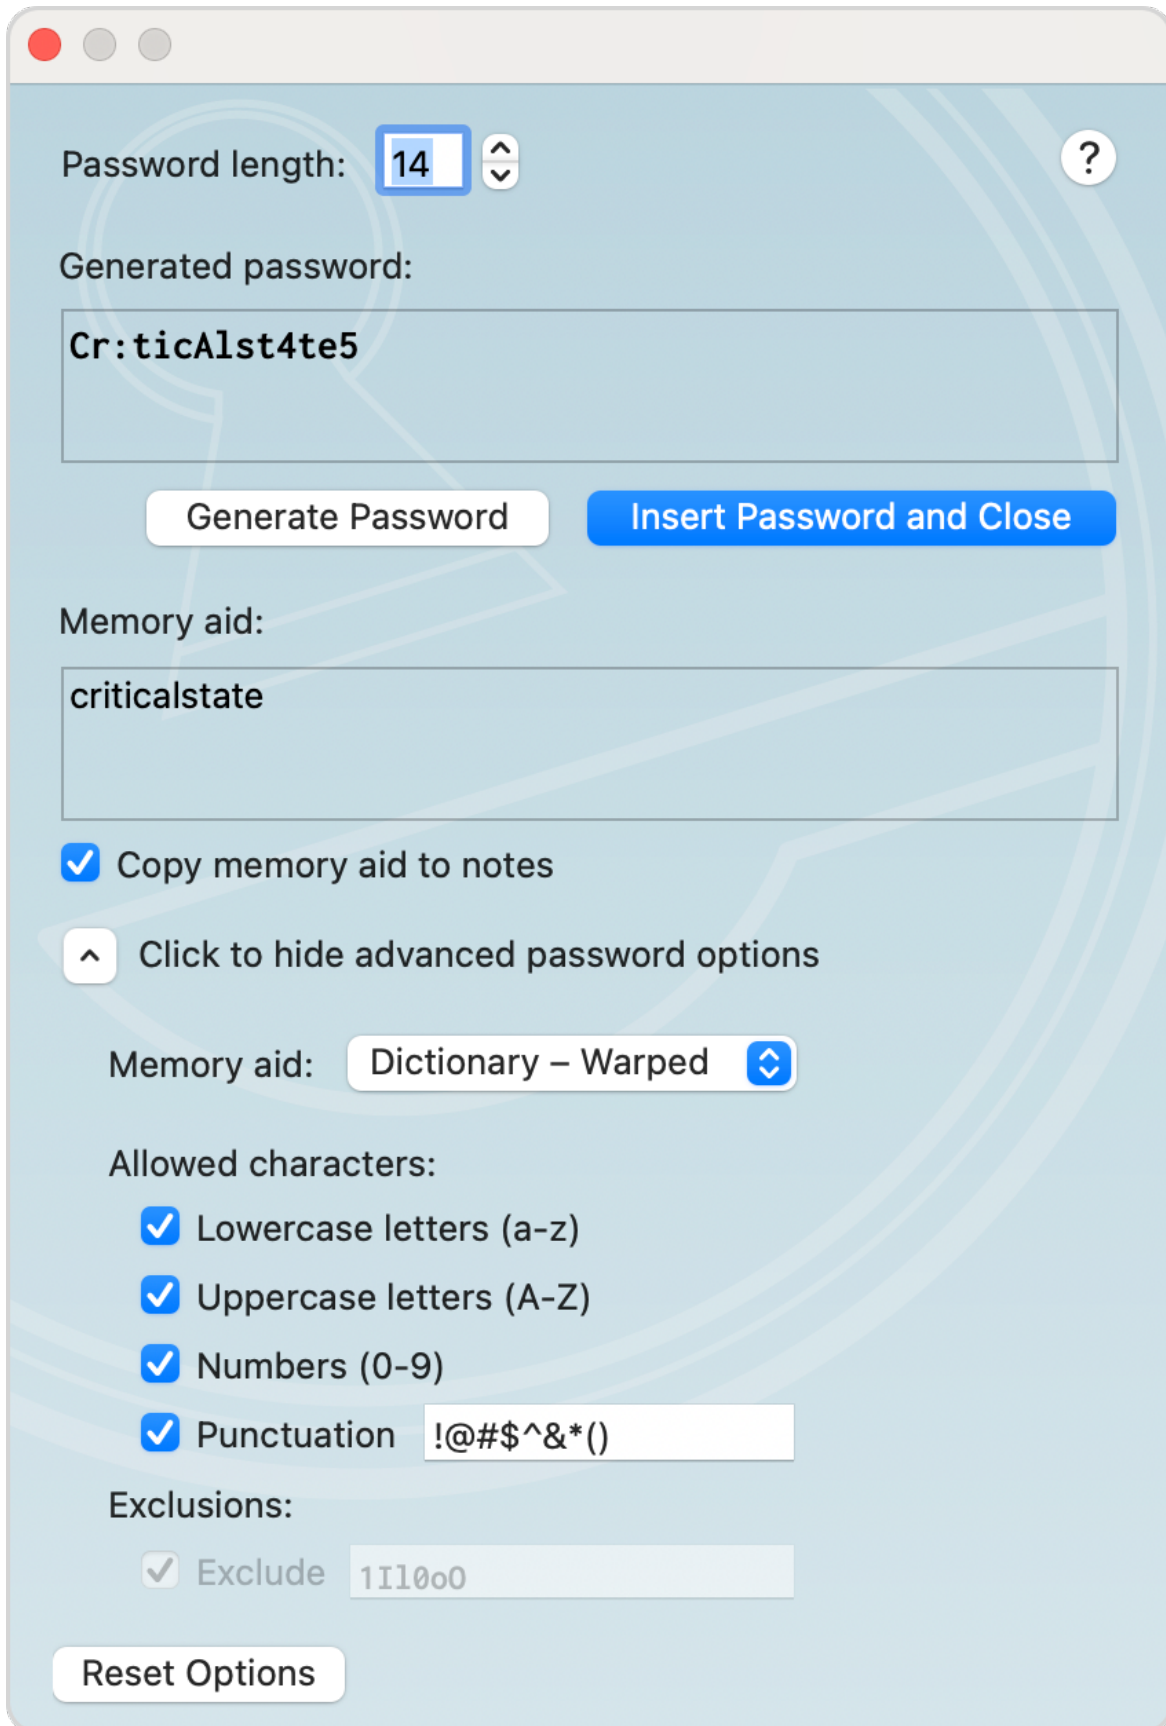 Password length: 14
?
Generated password:
Cr:ticAlst4te5
Generate Password Insert Password and Close
Memory aid:
criticalstate
Copy memory aid to notes
Click to hide advanced password options
Memory aid: Dictionary – Warped
Allowed characters:
Lowercase letters (a-z)
Uppercase letters (A-Z)
Numbers (0-9)
Punctuation !@#$^&*()
Exclusions:
Exclude 1Il0oO
Reset Options